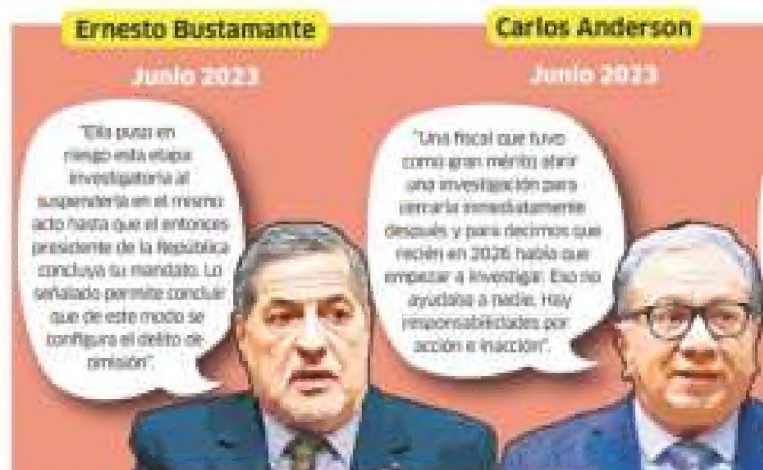 Ernesto Bustamante
Junio 2023
"Ella puso en
riesgo esta etapa
investigatoria al
suspenderla en el mismo
acto hasta que el entonces
presidente de la República
concluya su mandato. Lo
señalado permite concluir
que de este modo se
configura el delito de
omisión".
Carlos Anderson
Junio 2023
"Una fiscal que tuvo
como gran mérito abrir
una investigación para
cerrarla inmediatamente
después y para decirnos que
recién en 2026 había que
empezar a investigar. Eso no
ayudaba a nadie. Hay
responsabilidades por
acción e inacción".